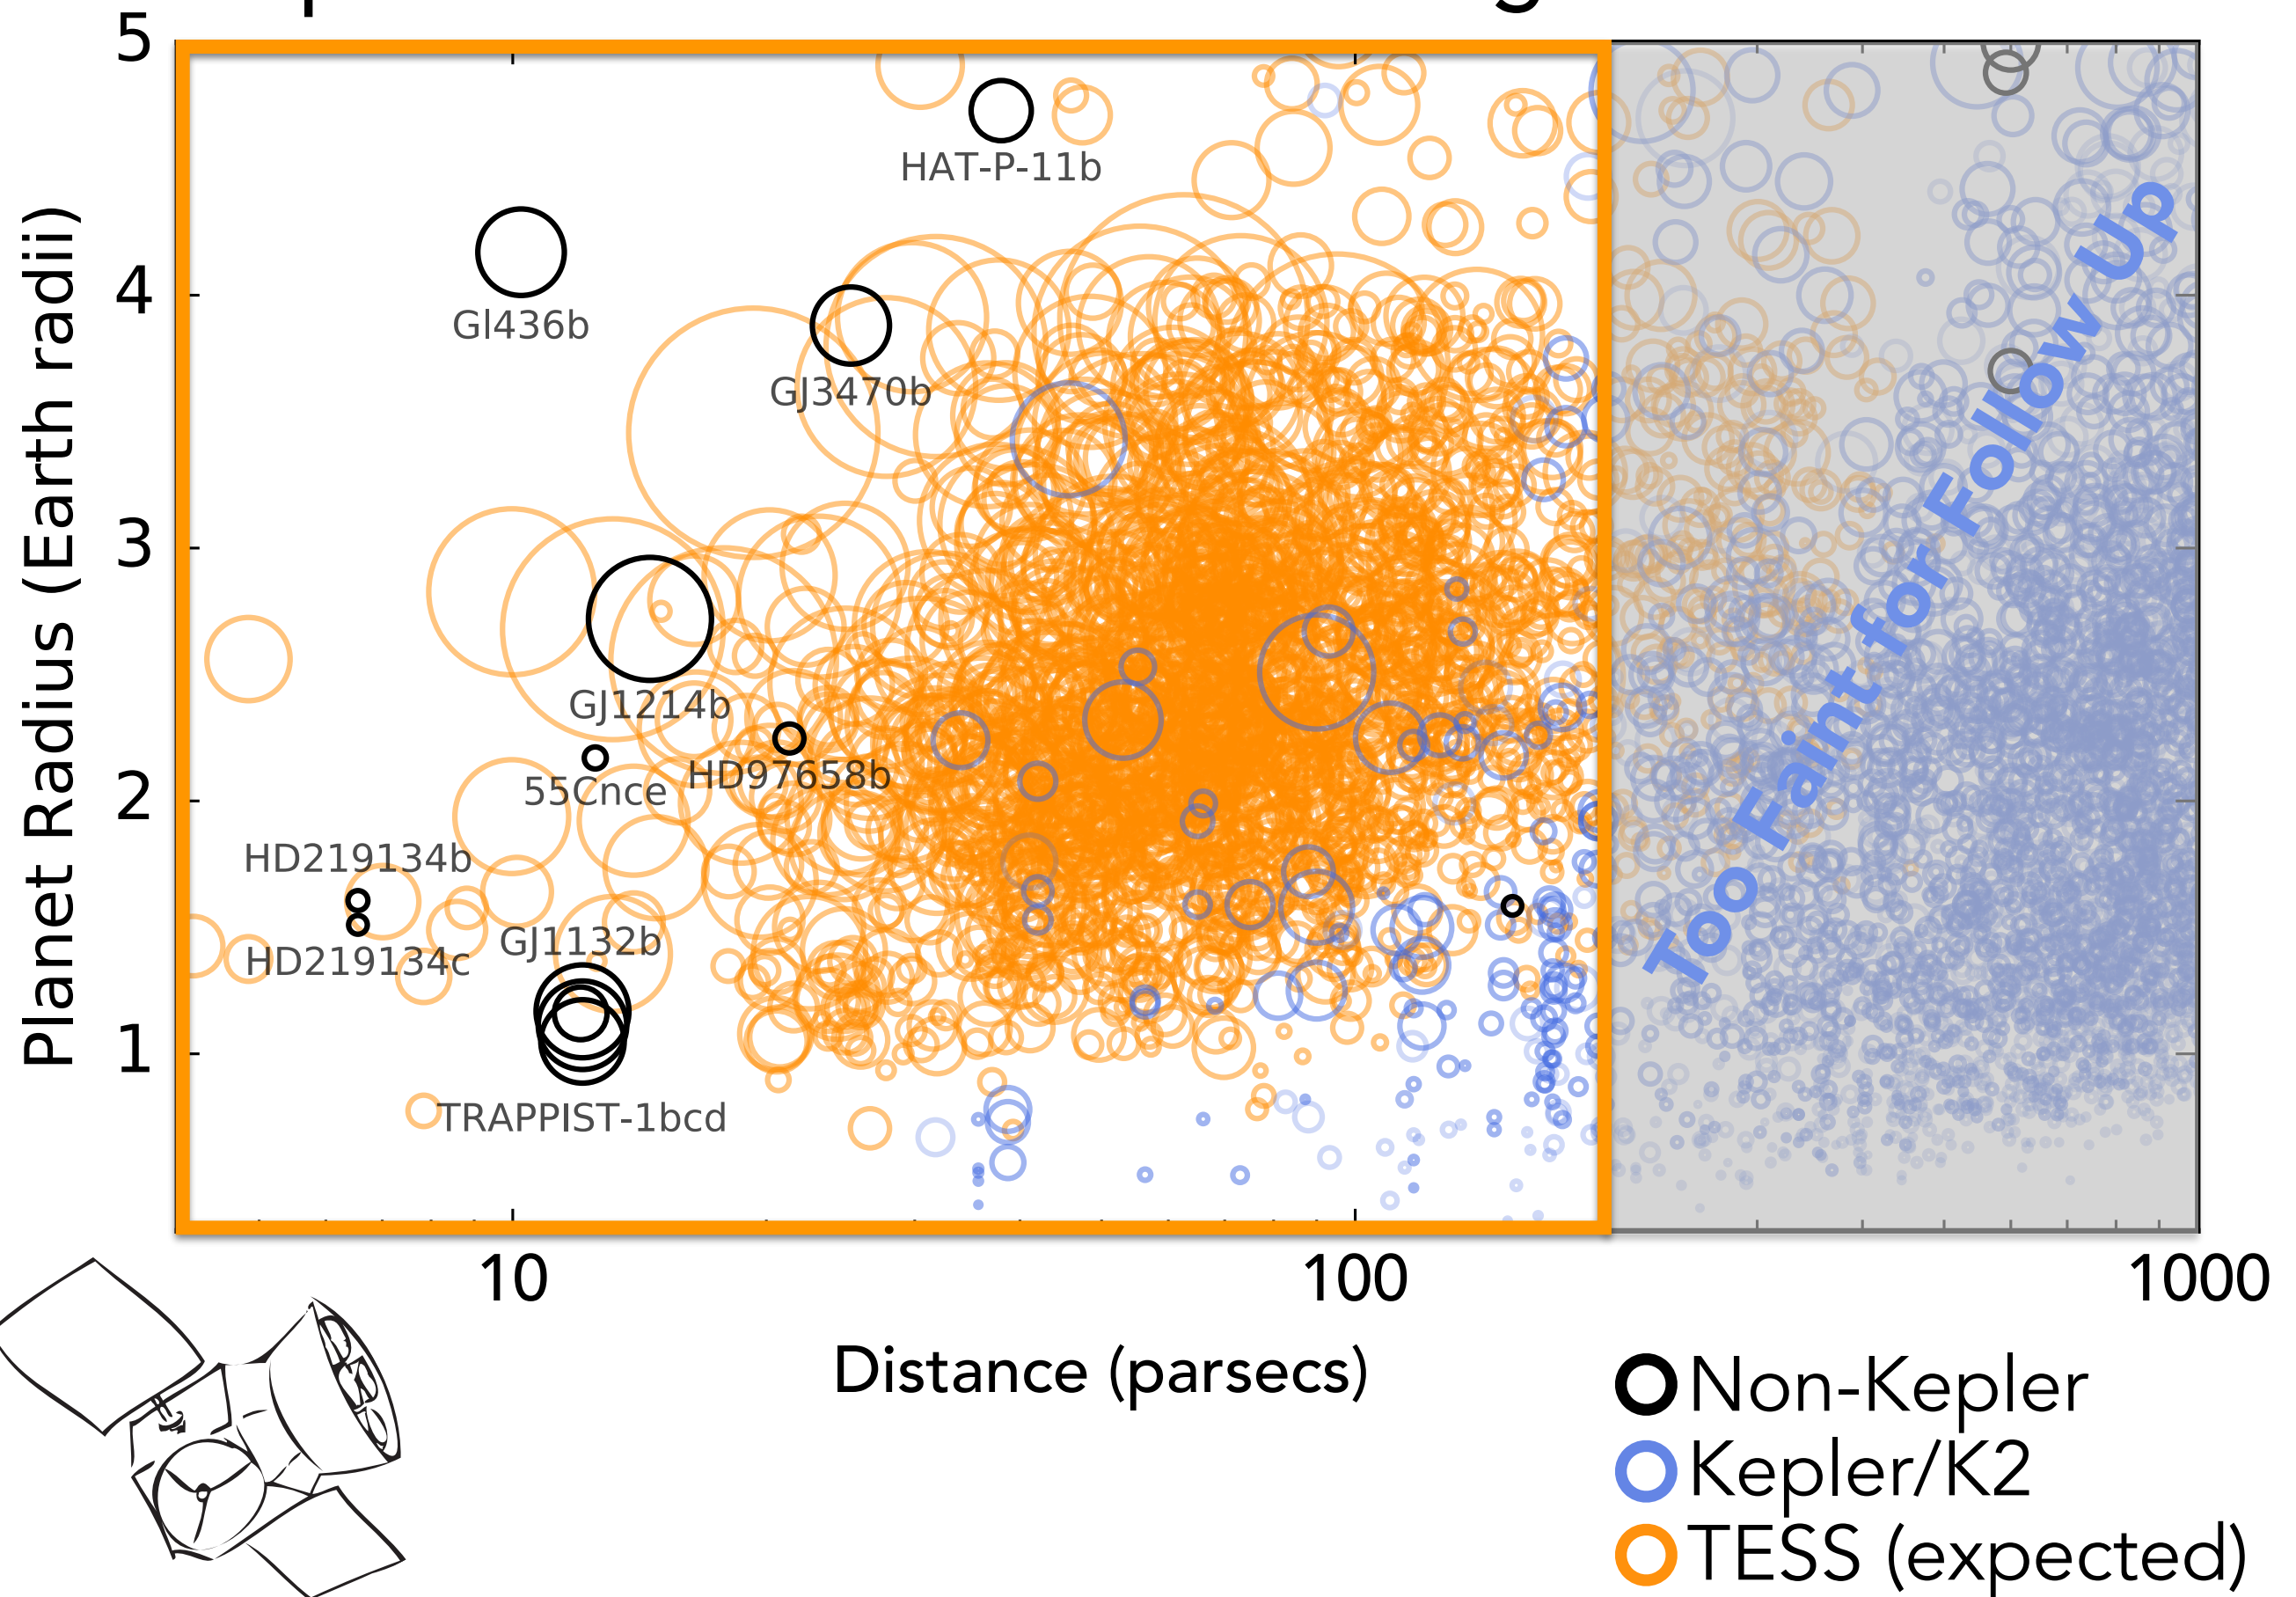 5
HAT-P-11b
4
Gl436b
GJ3470b
3
GJ1214b
55Cnce
HD97658b
2
HD219134b
GJ1132b
HD219134c
1
TRAPPIST-1bcd
Planet Radius (Earth radii)
Too Faint for Follow Up
10
100
1000
Distance (parsecs)
Non-Kepler
Kepler/K2
TESS (expected)